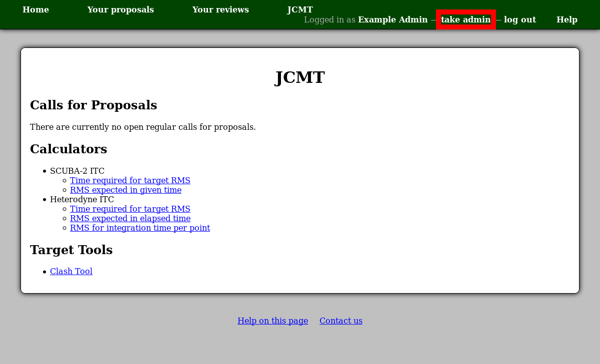 Home Your proposals Your reviews JCMT
Logged in as Example Admin — take admin — log out Help
JCMT
Calls for Proposals
There are currently no open regular calls for proposals.
Calculators
SCUBA-2 ITC
Time required for target RMS
RMS expected in given time
Heterodyne ITC
Time required for target RMS
RMS expected in elapsed time
RMS for integration time per point
Target Tools
Clash Tool
Help on this page Contact us